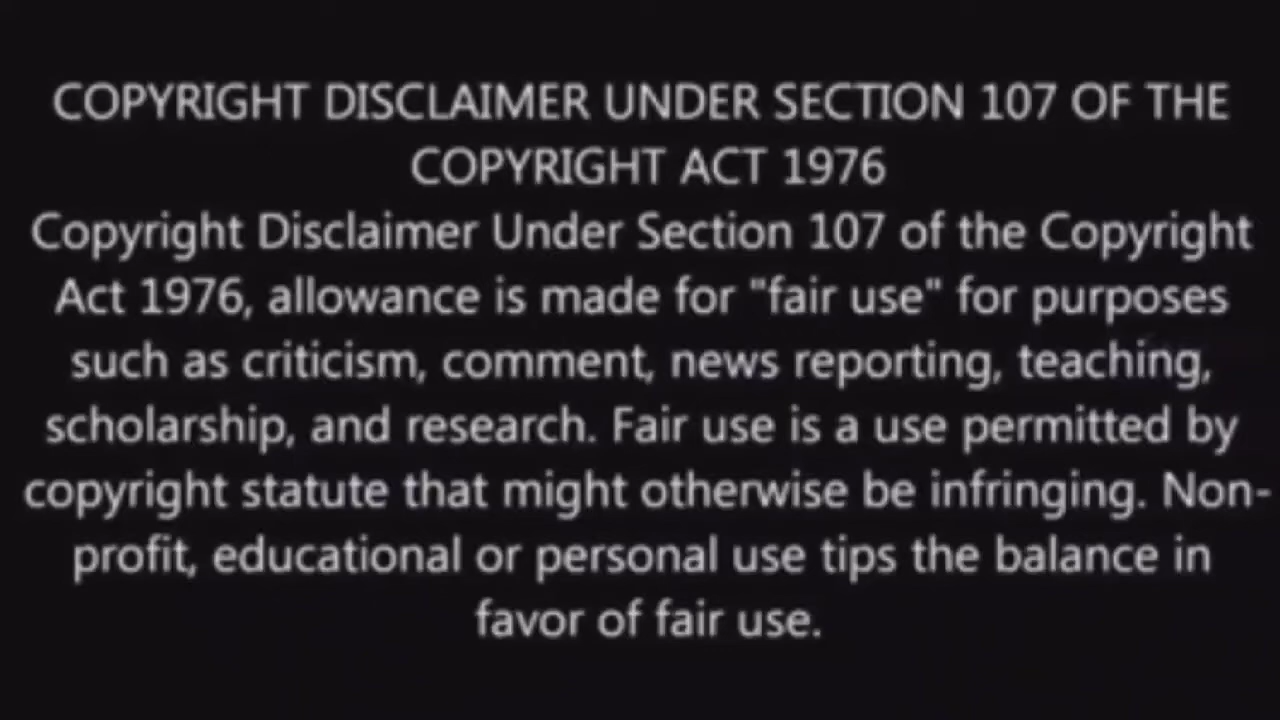 COPYRIGHT DISCLAIMER UNDER SECTION 107 OF THE
COPYRIGHT ACT 1976
Copyright Disclaimer Under Section 107 of the Copyright
Act 1976, allowance is made for "fair use" for purposes
such as criticism, comment, news reporting, teaching,
scholarship, and research. Fair use is a use permitted by
copyright statute that might otherwise be infringing. Non-
profit, educational or personal use tips the balance in
favor of fair use.